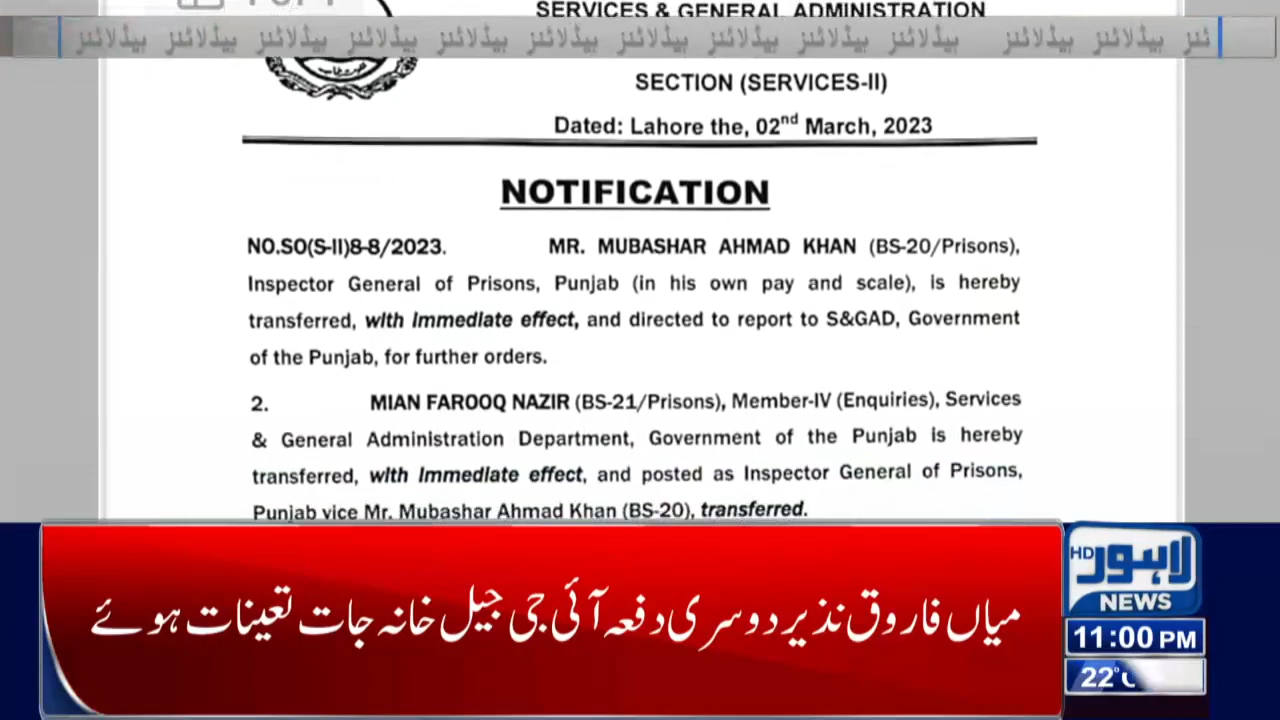 SERVICES & GENERAL ADMINISTRATION
ہیڈلائنز ہیڈلائنز ہیڈلائنز ہیڈلائنز ہیڈلائنز ہیڈلائنز ہیڈلائنز ہیڈلائنز ہیڈلائنز ہیڈلائنز ہیڈلائنز ہیڈلائنز
SECTION (SERVICES-II)
Dated: Lahore the, 02nd March, 2023
NOTIFICATION
NO.SO(S-II)8-8/2023. MR. MUBASHAR AHMAD KHAN (BS-20/Prisons),
Inspector General of Prisons, Punjab (in his own pay and scale), is hereby
transferred, with immediate effect, and directed to report to S&GAD, Government
of the Punjab, for further orders.
2. MIAN FAROOQ NAZIR (BS-21/Prisons), Member-IV (Enquiries), Services
& General Administration Department, Government of the Punjab is hereby
transferred, with immediate effect, and posted as Inspector General of Prisons,
Punjab vice Mr. Mubashar Ahmad Khan (BS-20), transferred.
میاں فاروق نذیر دوسری دفعہ آئی جی جیل خانہ جات تعینات ہوئے
HD لاہور
NEWS
11:00 PM
22°C